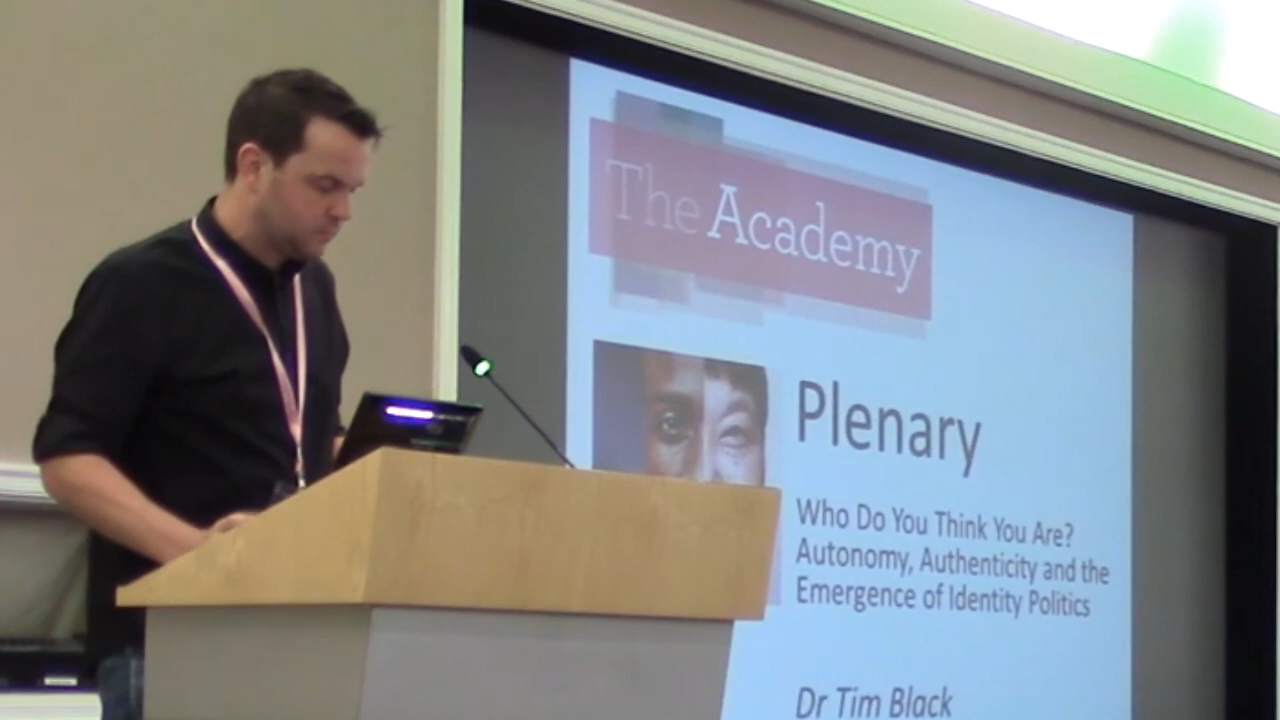 The Academy
Plenary
Who Do You Think You Are?
Autonomy, Authenticity and the
Emergence of Identity Politics
Dr Tim Black